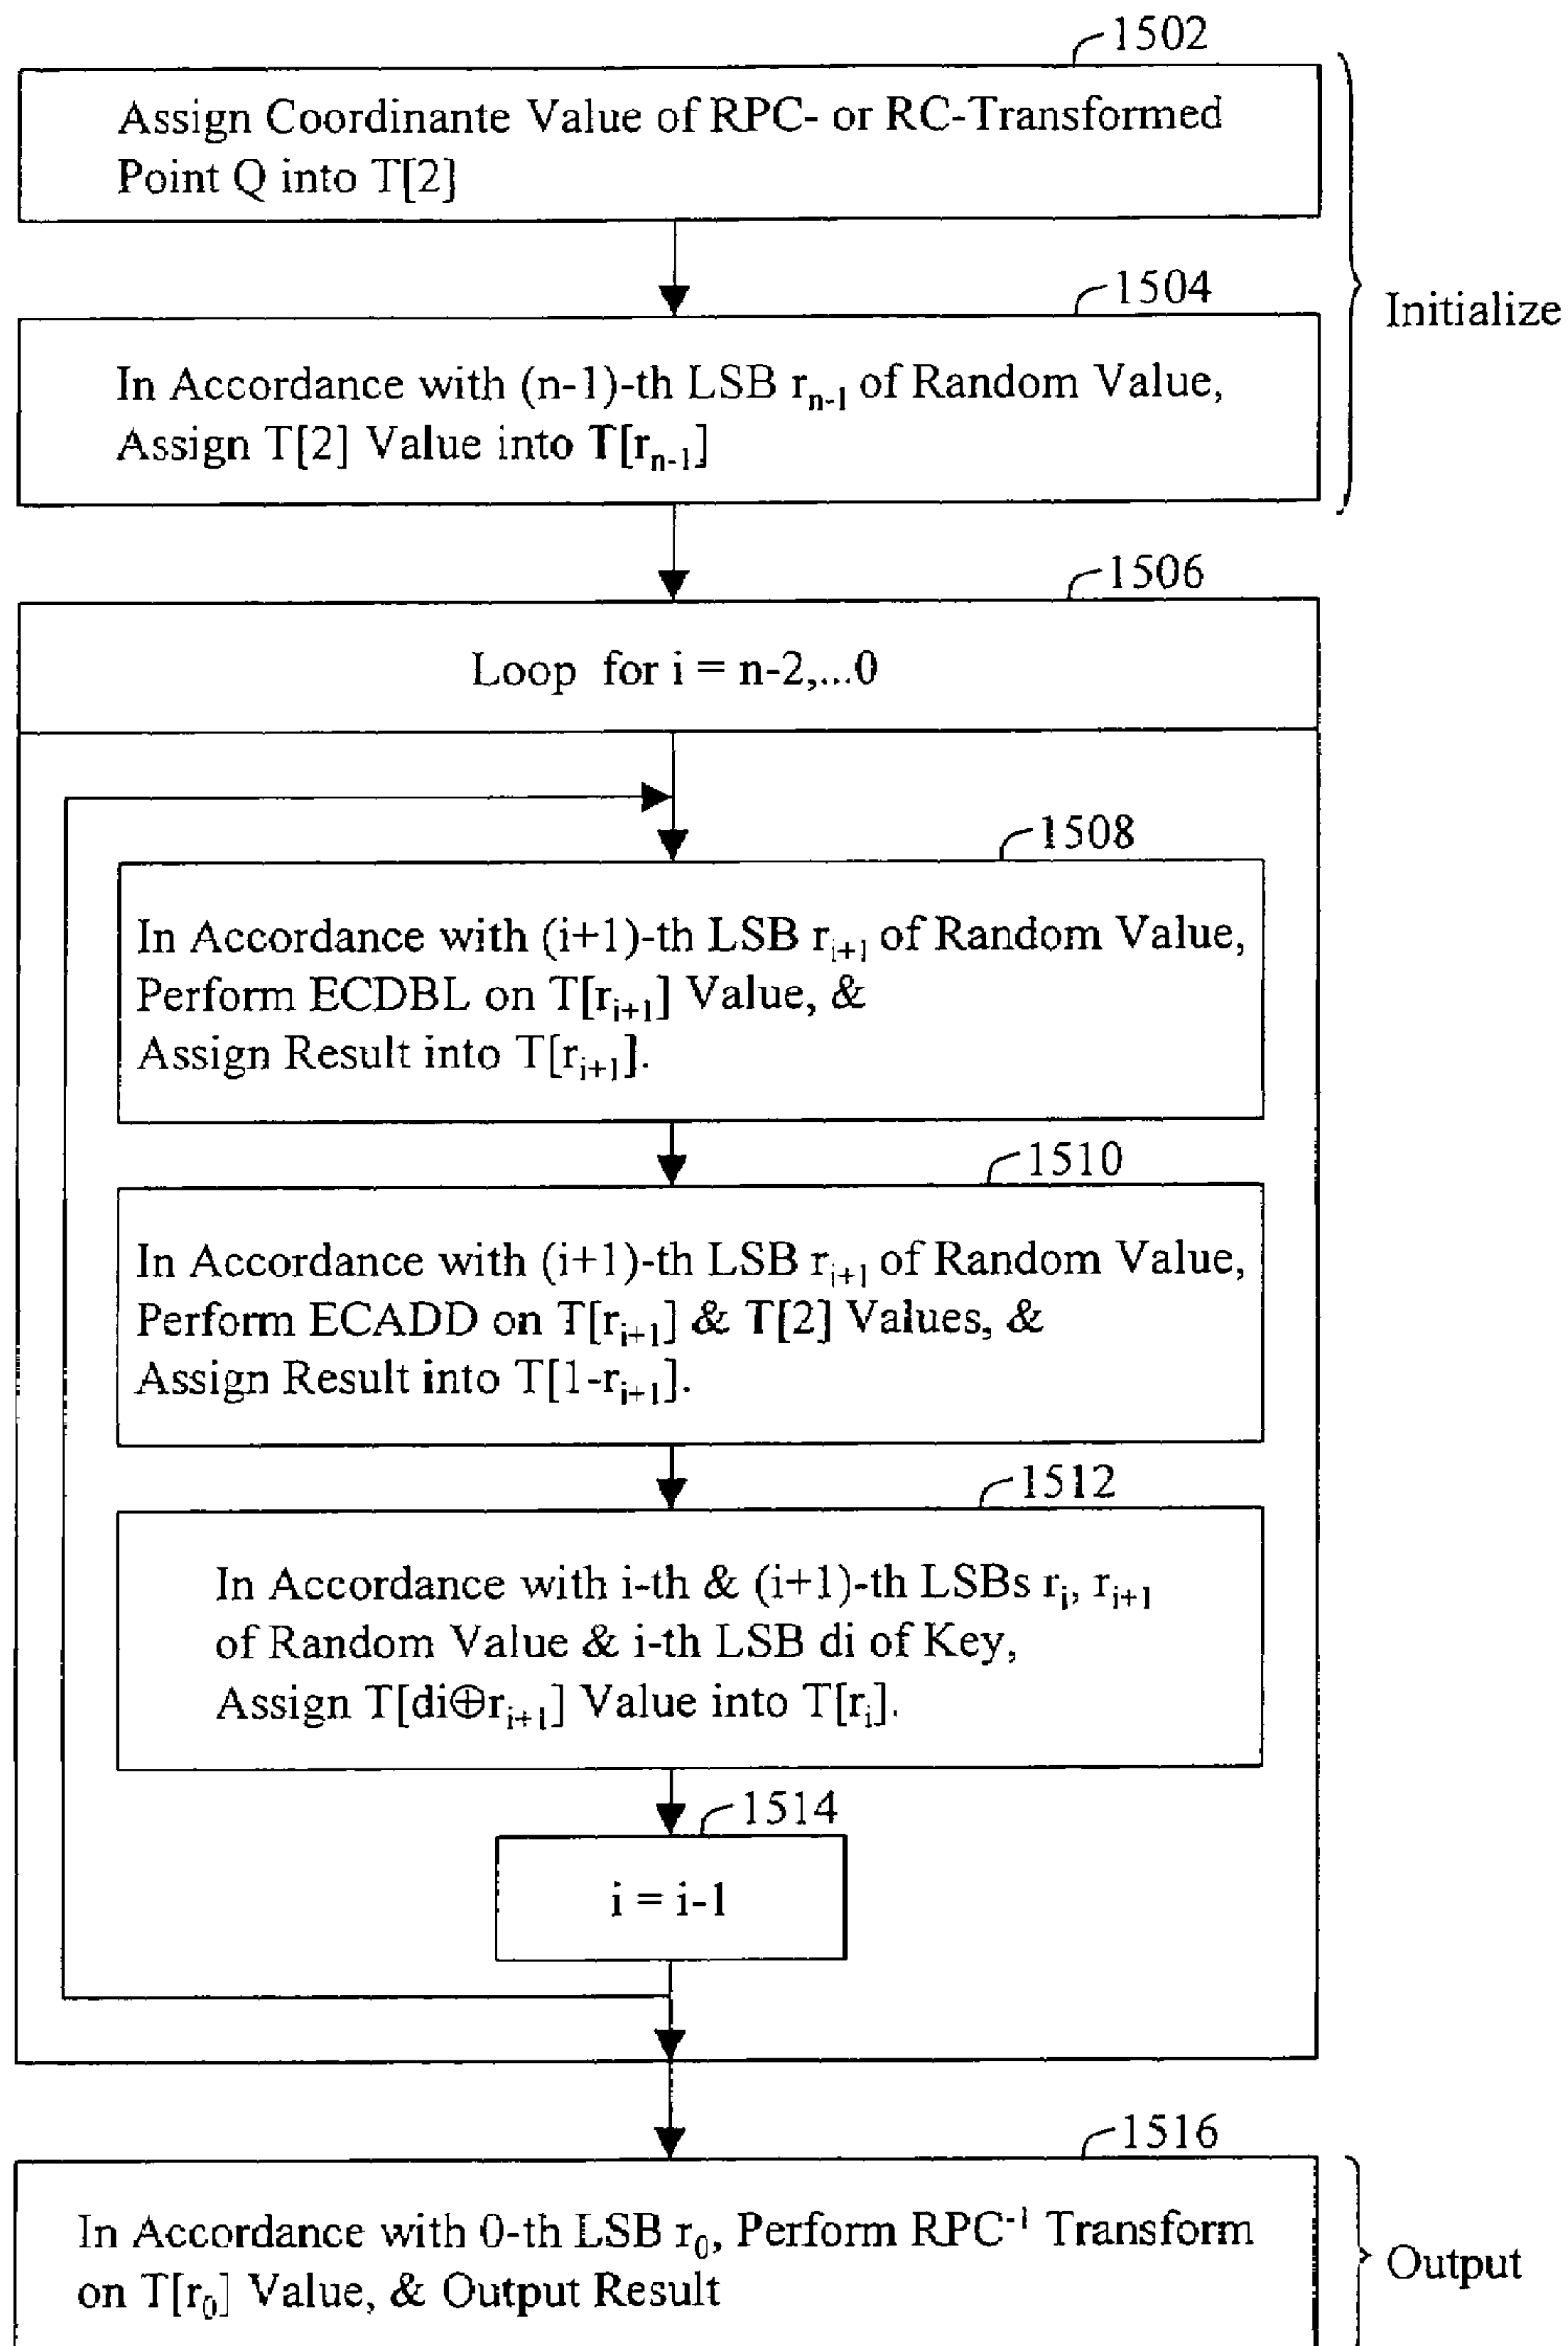 1502
Assign Coordinante Value of RPC- or RC-Transformed
Point Q into T[2]
1504
Initialize
In Accordance with (n-1)-th LSB rₙ₋₁ of Random Value,
Assign T[2] Value into T[rₙ₋₁]
1506
Loop for i = n-2,...0
1508
In Accordance with (i+1)-th LSB rᵢ₊₁ of Random Value,
Perform ECDBL on T[rᵢ₊₁] Value, &
Assign Result into T[rᵢ₊₁].
1510
In Accordance with (i+1)-th LSB rᵢ₊₁ of Random Value,
Perform ECADD on T[rᵢ₊₁] & T[2] Values, &
Assign Result into T[1-rᵢ₊₁].
1512
In Accordance with i-th & (i+1)-th LSBs rᵢ, rᵢ₊₁
of Random Value & i-th LSB di of Key,
Assign T[di⊕rᵢ₊₁] Value into T[rᵢ].
1514
i = i-1
1516
In Accordance with 0-th LSB r₀, Perform RPC⁻¹ Transform
on T[r₀] Value, & Output Result
Output